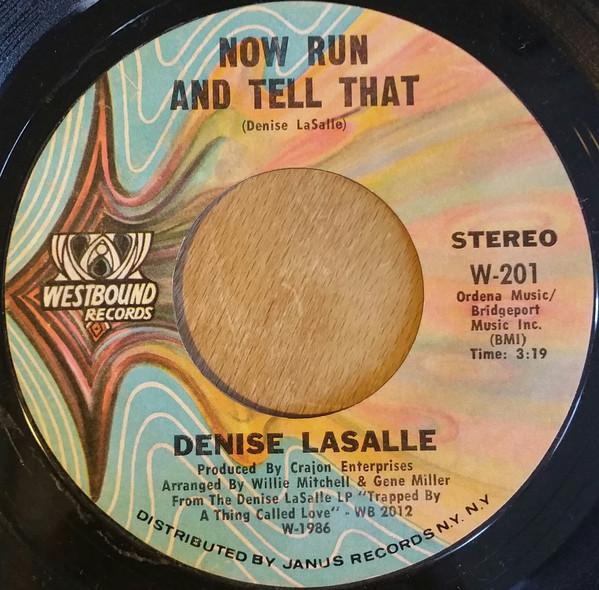 NOW RUN
AND TELL THAT
(Denise LaSalle)
STEREO
W-201
Ordena Music/
Bridgeport
Music Inc.
(BMI)
Time: 3:19
WESTBOUND
RECORDS
DENISE LASALLE
Produced By Crajon Enterprises
Arranged By Willie Mitchell & Gene Miller
From The Denise LaSalle LP "Trapped By
A Thing Called Love" - WB 2012
W-1986
DISTRIBUTED BY JANUS RECORDS N.Y. N.Y